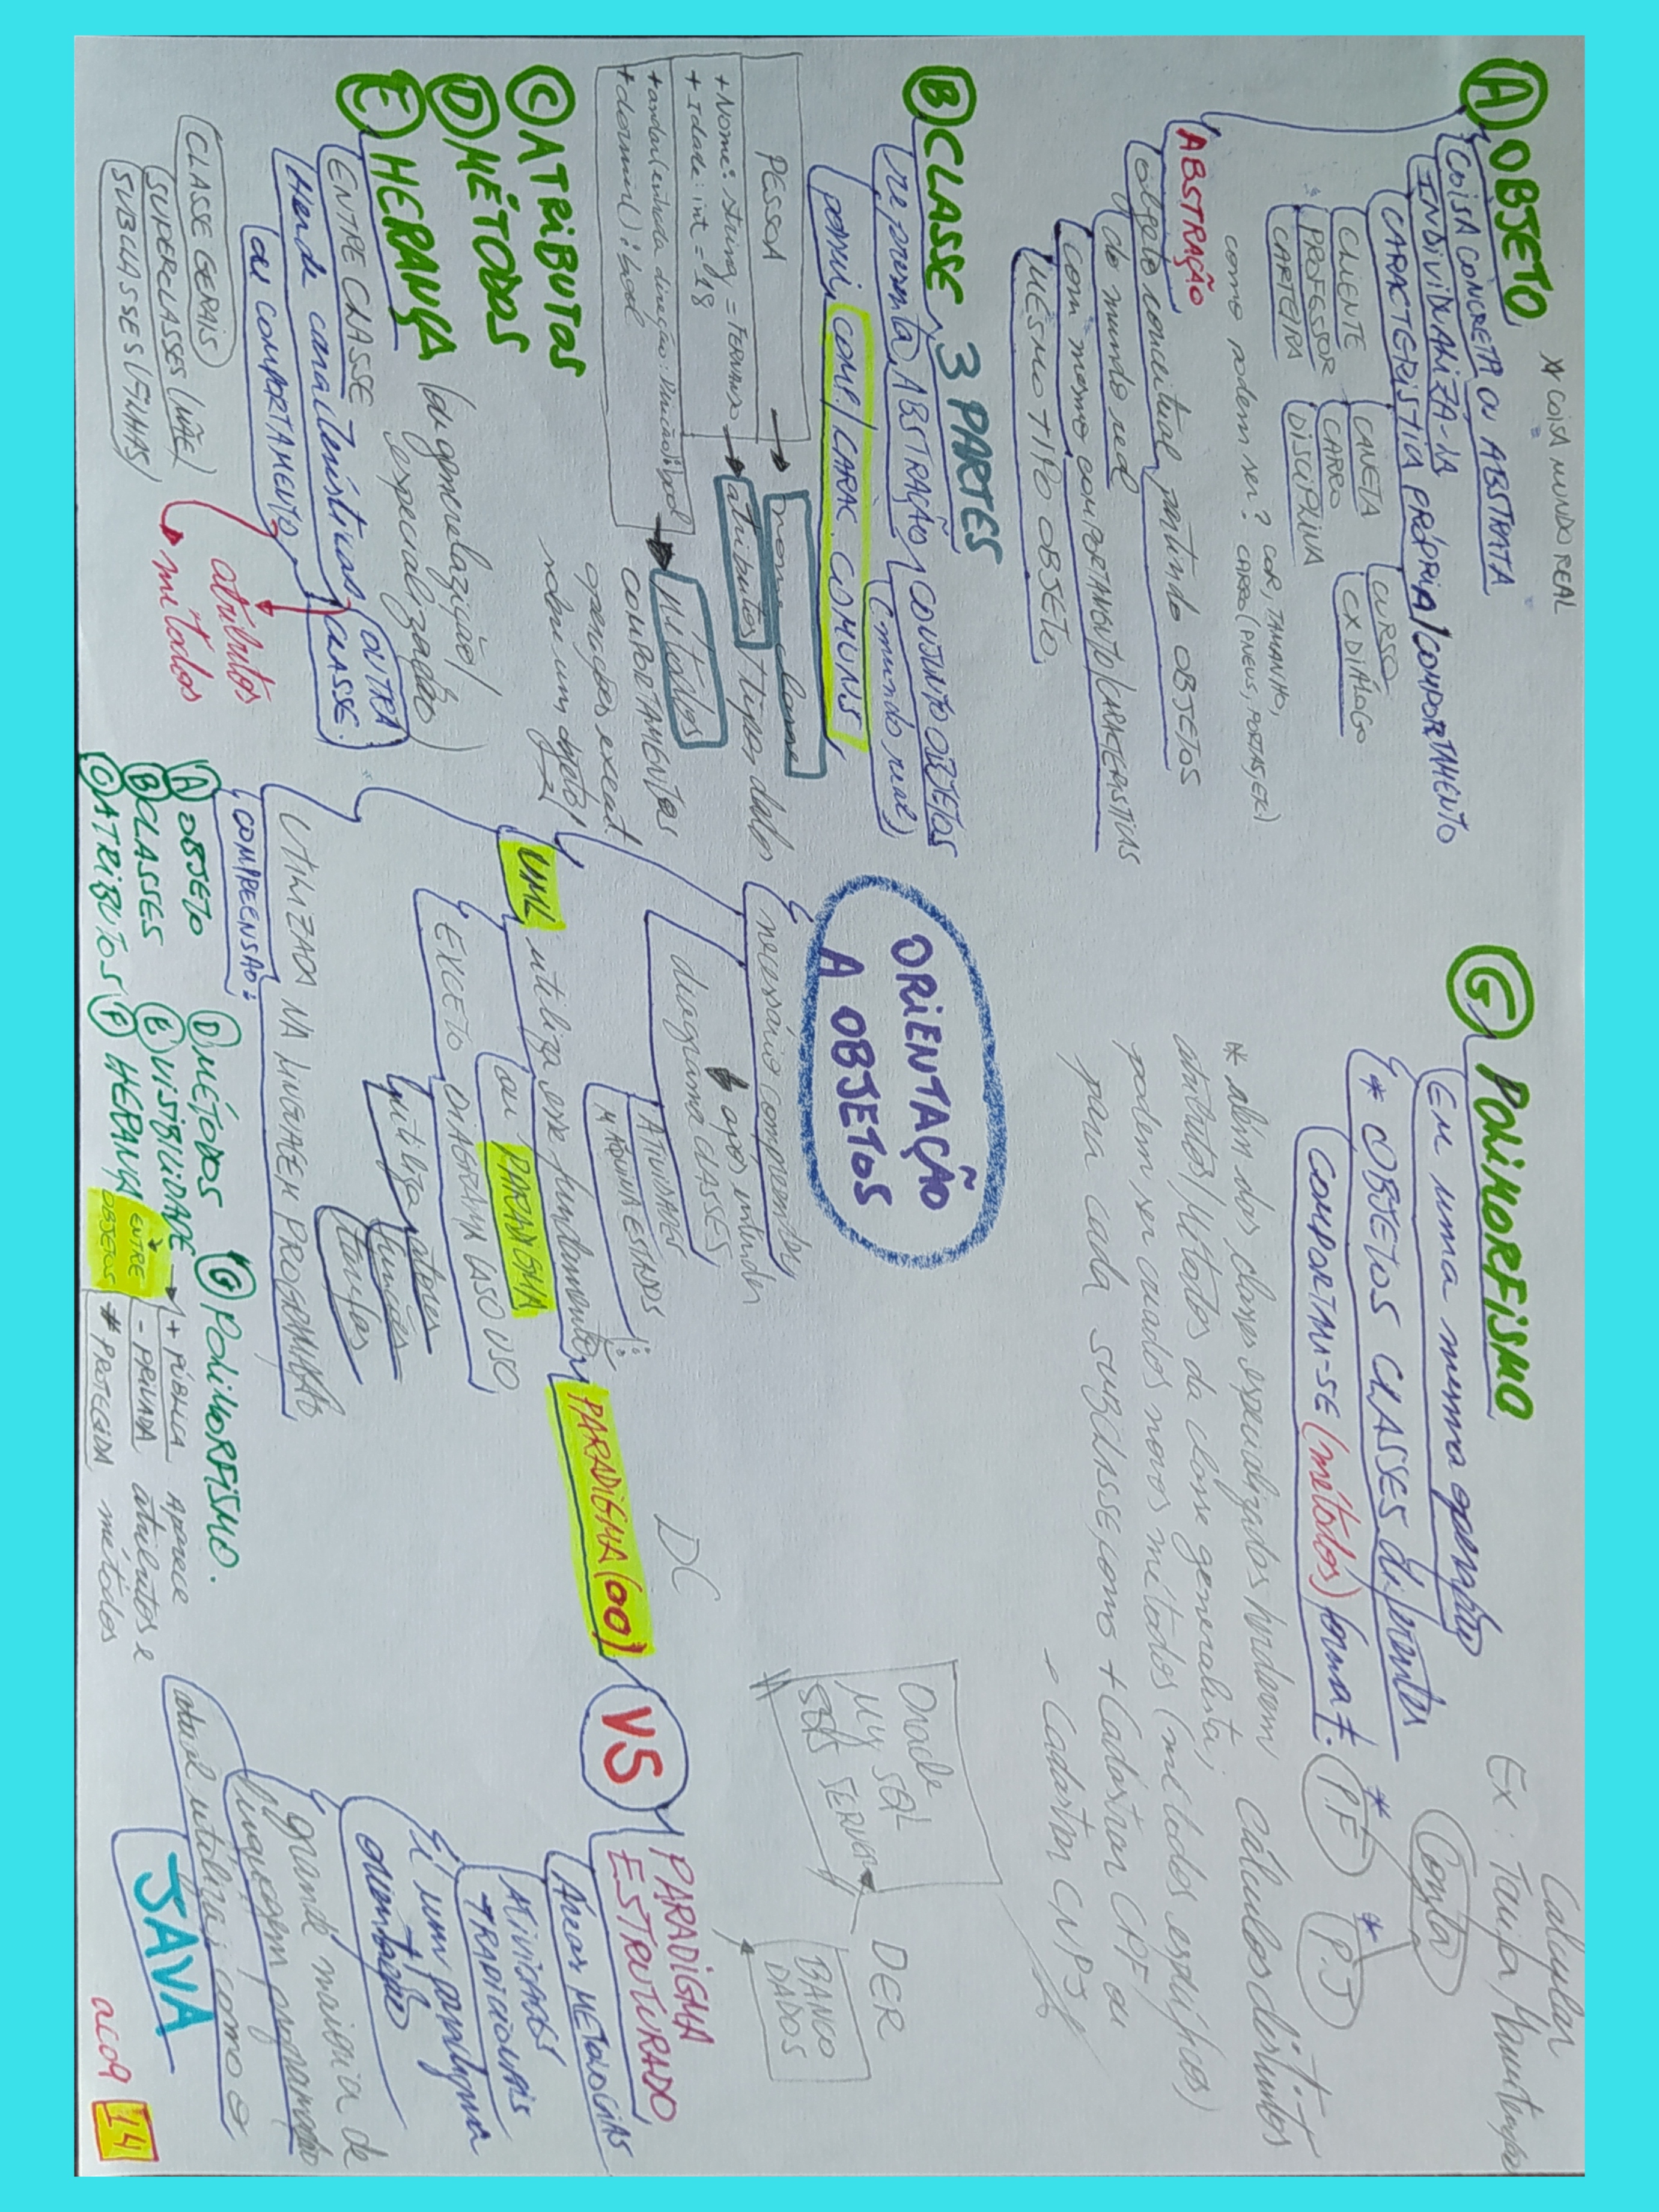 * COISA MUNDO REAL
A OBJETO
COISA CONCRETA OU ABSTRATA
INDIVIDUALIZÁ-LA
CARACTERISTICA PRÓPRIA/COMPORTAMENTO
CLIENTE
PROFESSOR
CARTEIRA
CANETA
CARRO
DISCIPLINA
CURSO
CX DIÁLOGO
como podem ser? COR, TAMANHO,
CARRO (PNEUS, PORTAS, ETC)
ABSTRAÇÃO
objeto conceitual partindo OBJETOS
do mundo real
com mesmo COMPORTAMENTO/CARACTERISTICAS
MESMO TIPO OBJETO
B CLASSE 3 PARTES
representa ABSTRAÇÃO CONJUNTO OBJETOS
(mundo real)
possui COMP./CARAC. COMUNS
PESSOA
nome classe
+Nome: string = FERNANDO
+ Idade: int = 18
atributos / tipos dados
+andar(entrada direção: Direção): bool
+dormir(): bool
métodos
COMPORTAMENTOS
operações execut.
sobre um objeto/
C ATRIBUTOS
D MÉTODOS
E HERANÇA (ou generelazição/
especialização)
ENTRE CLASSE
Herde características OUTRA
CLASSE.
ou COMPORTAMENTO
atributos
métodos
CLASSE GERAIS
SUPERCLASSES (MÃE)
SUBCLASSES (FILHAS)
G POLIMORFISMO
EM uma mesma operação
* OBJETOS CLASSES diferentes
COMPORTAM-SE (métodos) forma ≠.
Calcular
Ex: Tarifa Manutenção
Conta
* P.F
* P.J
Cálculos distintos
* além das classes especializadas herdarem
atributos/Métodos da classe generalista;
podem ser criados novos métodos (métodos específicos)
para cada SUBCLASSE, como + Cadastrar CPF ou
- Cadastrar CNPJ
ORIENTAÇÃO
A OBJETOS
necessário compreender
após entender
diagrama CLASSES
ATIVIDADES
MÁQUINA ESTADOS
UML utiliza esse fundamento
ou PARADIGMA
EXCETO DIAGRAMA CASO USO
utiliza atores
funções
tarifas
UTILIZADA NA LINGUAGEM PROGRAMAÇÃO
COMPREENSÃO:
A OBJETO
B CLASSES
C ATRIBUTOS
D MÉTODOS
E VISIBILIDADE
F HERANÇA
ENTRE
OBJETOS
G POLIMORFISMO.
+ PÚBLICA
- PRIVADA
# PROTEGIDA
Aparece
atributos e
métodos
DC
PARADIGMA (OO)
VS
PARADIGMA
ESTRUTURADO
Oracle
My SQL
SERVER
DER
BANCO
DADOS
Áreas METOLOGIAS
ATIVIDADES
TRADICIONAIS
É um paradigma
orientação
grande maioria de
linguagem programação
atual utiliza; como o
JAVA
aco9 14